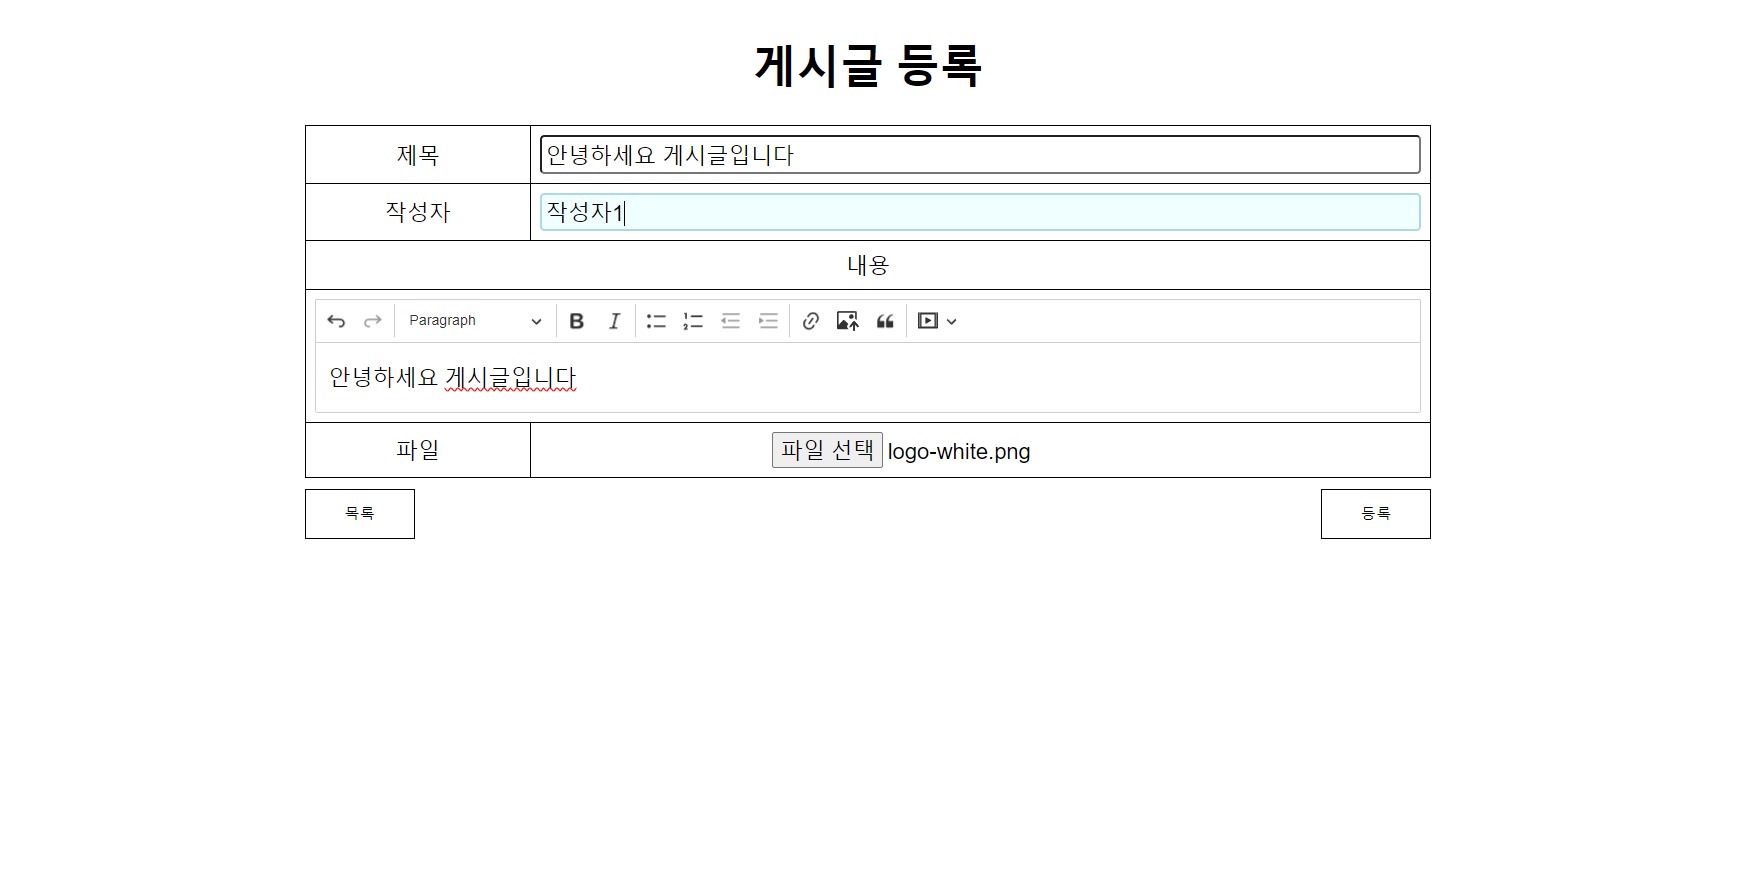 게시글 등록
제목 안녕하세요 게시글입니다
작성자 작성자1
내용
Paragraph B I
안녕하세요 게시글입니다
파일 파일 선택 logo-white.png
목록 등록